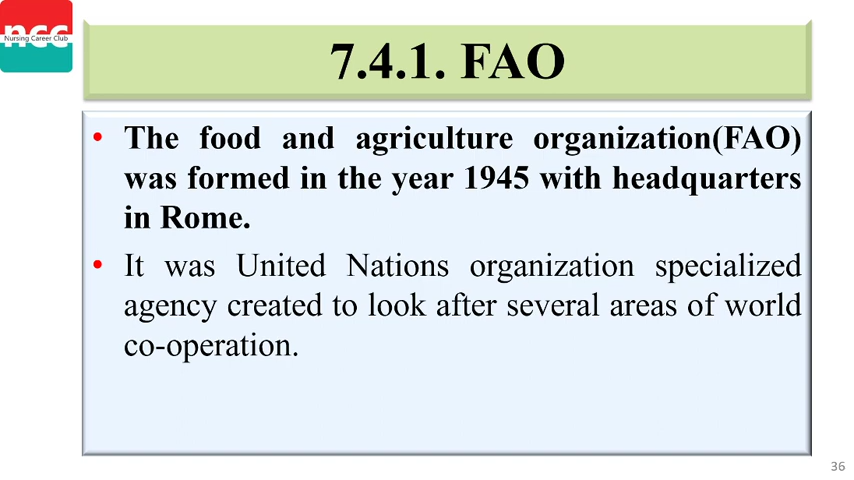 ncc
Nursing Career Club
7.4.1. FAO
• The food and agriculture organization(FAO)
was formed in the year 1945 with headquarters
in Rome.
• It was United Nations organization specialized
agency created to look after several areas of world
co-operation.
36